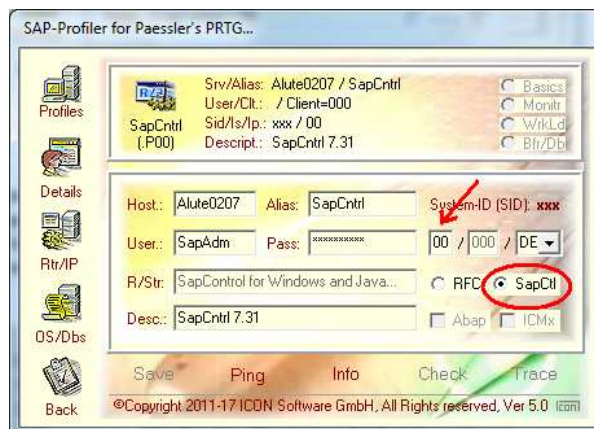 SAP-Profiler for Paessler's PRTG...
Profiles
Details
Rtr/IP
OS/Dbs
Back
R/3
SapCntrl
(.P00)
Srv/Alias: Alute0207 / SapCntrl
User/Clt.: . / Client=000
Sid/Is/Ip.: xxx / 00
Descript.: SapCntrl 7.31
Basics
Monitr
WrkLd
Bfr/Db
Host.: Alute0207 Alias: SapCntrl System-ID (SID): xxx
User.: SapAdm Pass: xxxxxxxxxx 00 / 000 / DE
R/Str: SapControl for Windows and Java... RFC SapCtl
Desc.: SapCntrl 7.31 Abap ICMx
Save Ping Info Check Trace
©Copyright 2011-17 ICON Software GmbH, All Rights reserved, Ver 5.0 icon